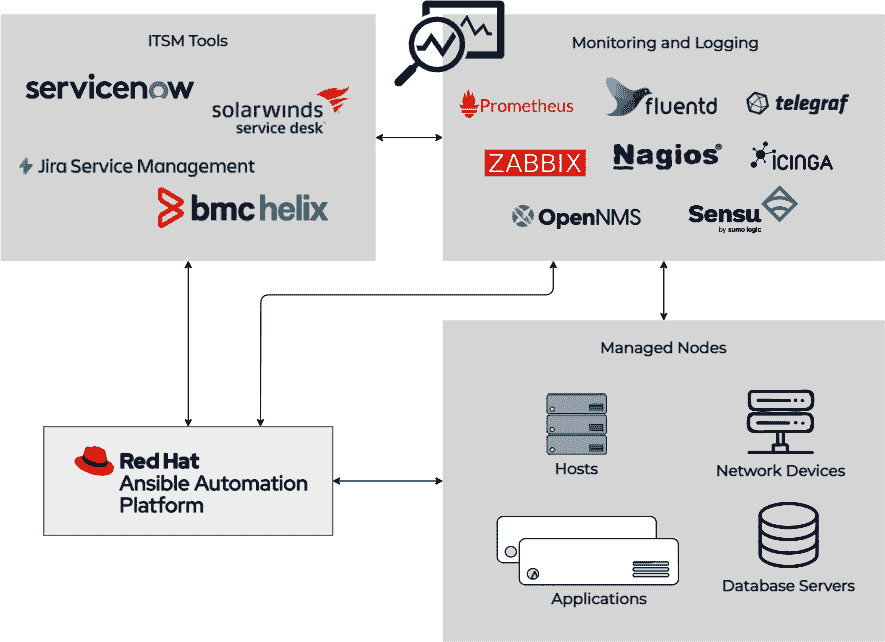 ITSM Tools
servicenow
solarwinds
service desk
Jira Service Management
bmc helix
Monitoring and Logging
Prometheus
fluentd
telegraf
ZABBIX
Nagios®
ICINGA
OpenNMS
Sensu
by sumo logic
Red Hat
Ansible Automation
Platform
Managed Nodes
Hosts
Network Devices
Applications
Database Servers